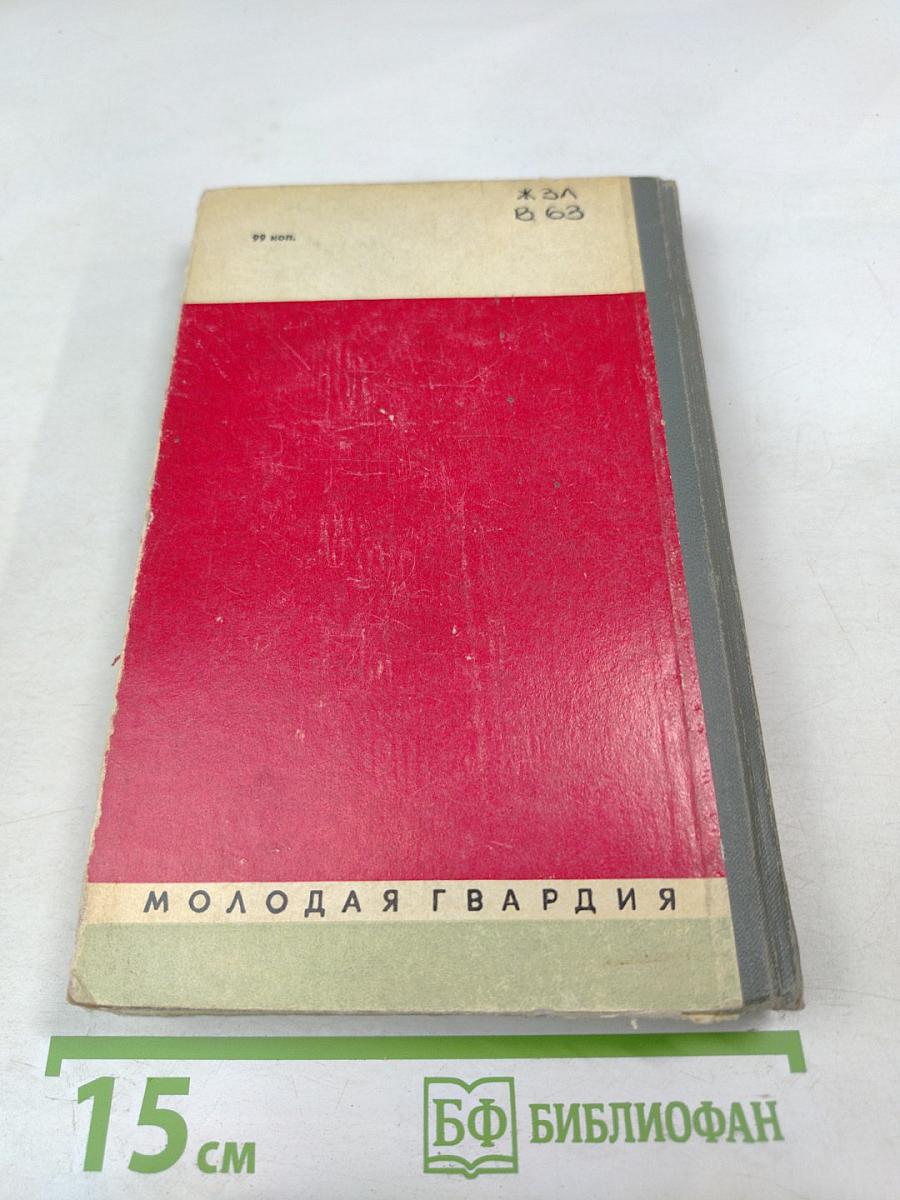 ЖЗЛ
В 63
99 коп.
МОЛОДАЯ ГВАРДИЯ
15 см
БФ БИБЛИОФАН